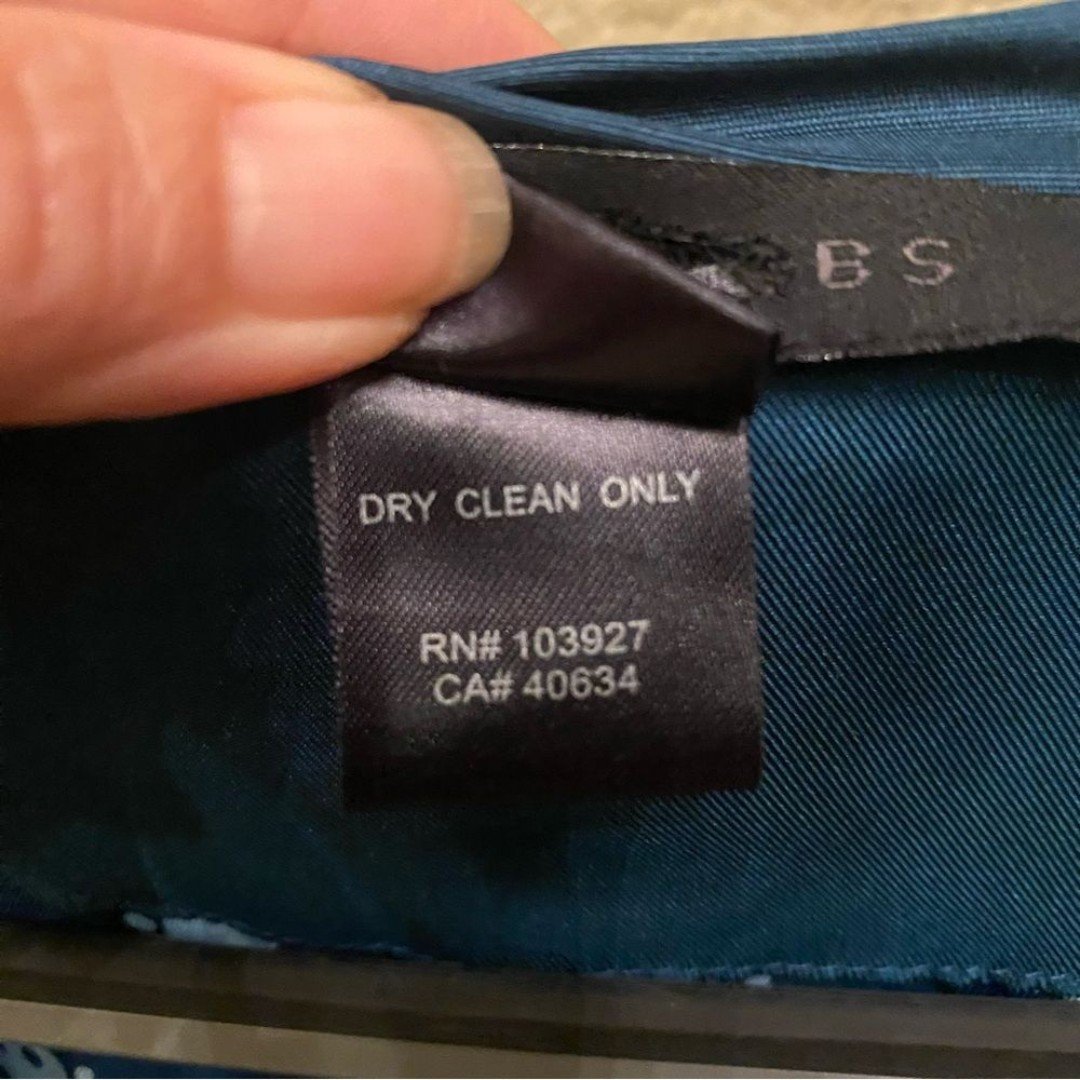 BS
DRY CLEAN ONLY
RN# 103927
CA# 40634